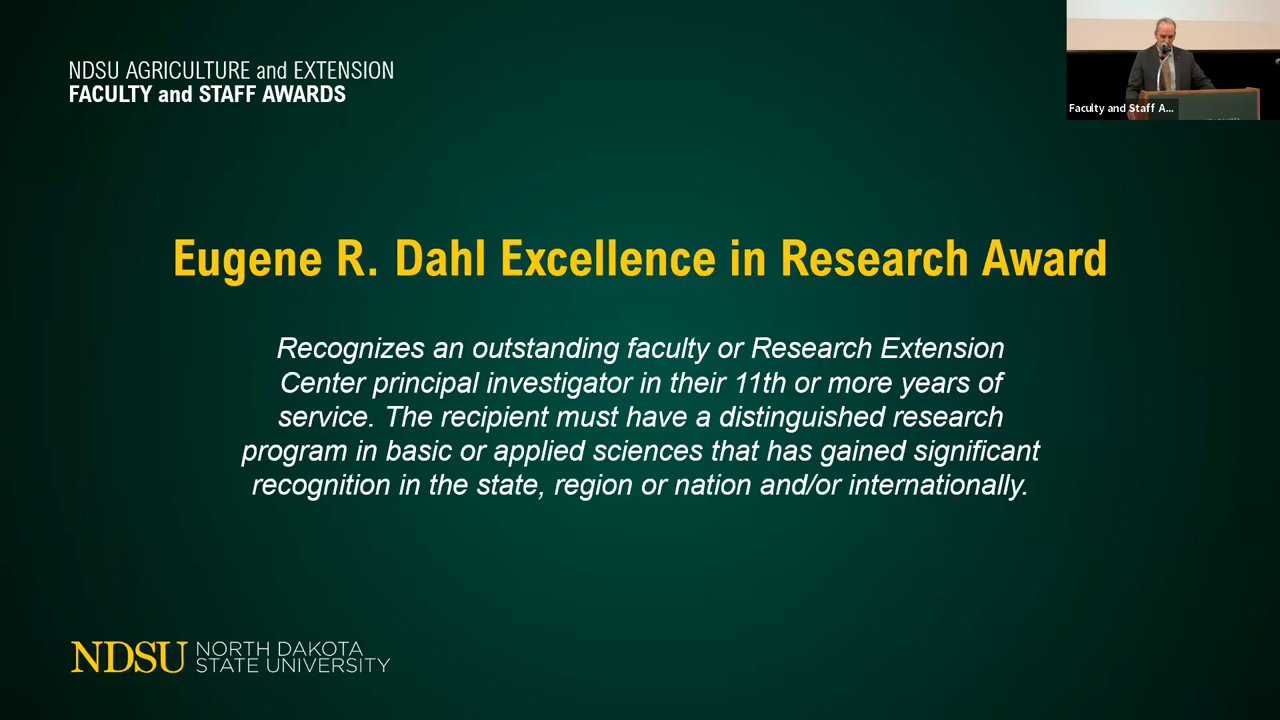 NDSU AGRICULTURE and EXTENSION
FACULTY and STAFF AWARDS
Faculty and Staff A...
Eugene R. Dahl Excellence in Research Award
Recognizes an outstanding faculty or Research Extension
Center principal investigator in their 11th or more years of
service. The recipient must have a distinguished research
program in basic or applied sciences that has gained significant
recognition in the state, region or nation and/or internationally.
NDSU NORTH DAKOTA
STATE UNIVERSITY